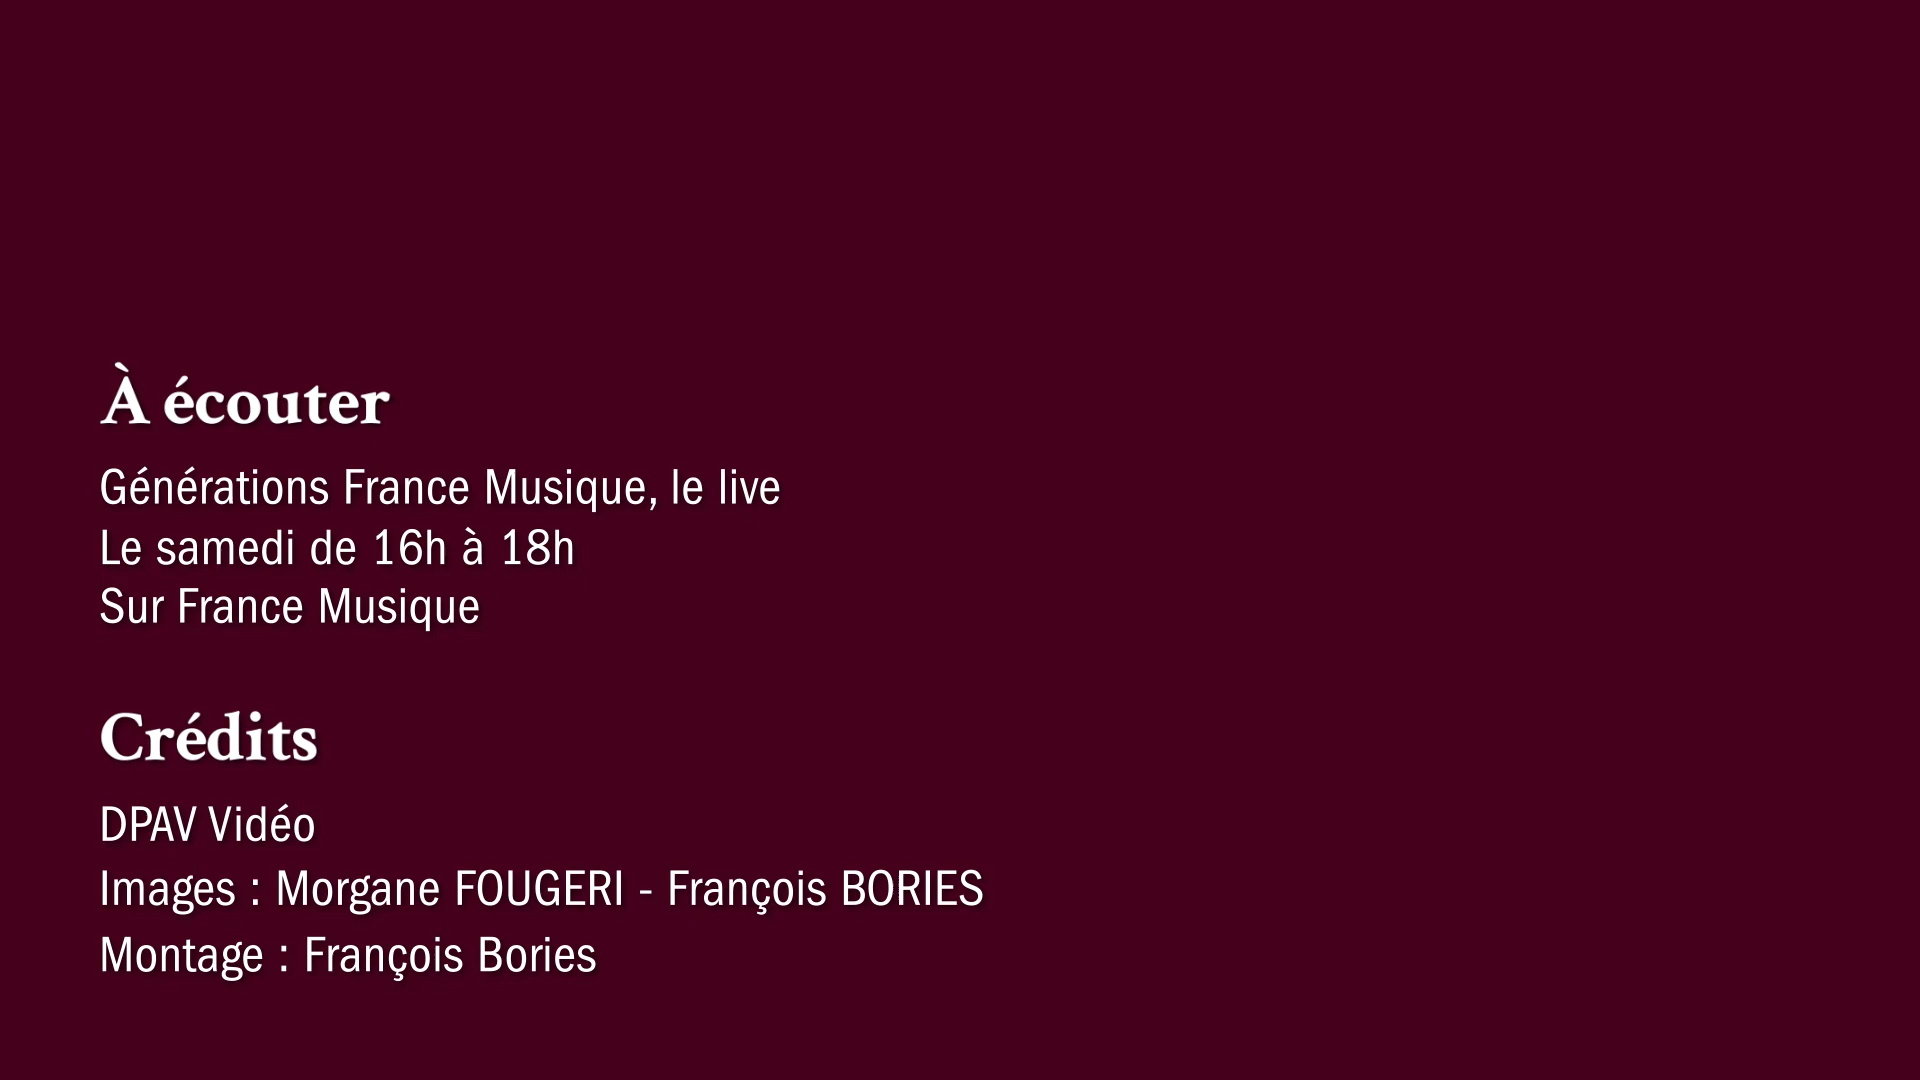 À écouter
Générations France Musique, le live
Le samedi de 16h à 18h
Sur France Musique
Crédits
DPAV Vidéo
Images : Morgane FOUGERI - François BORIES
Montage : François Bories